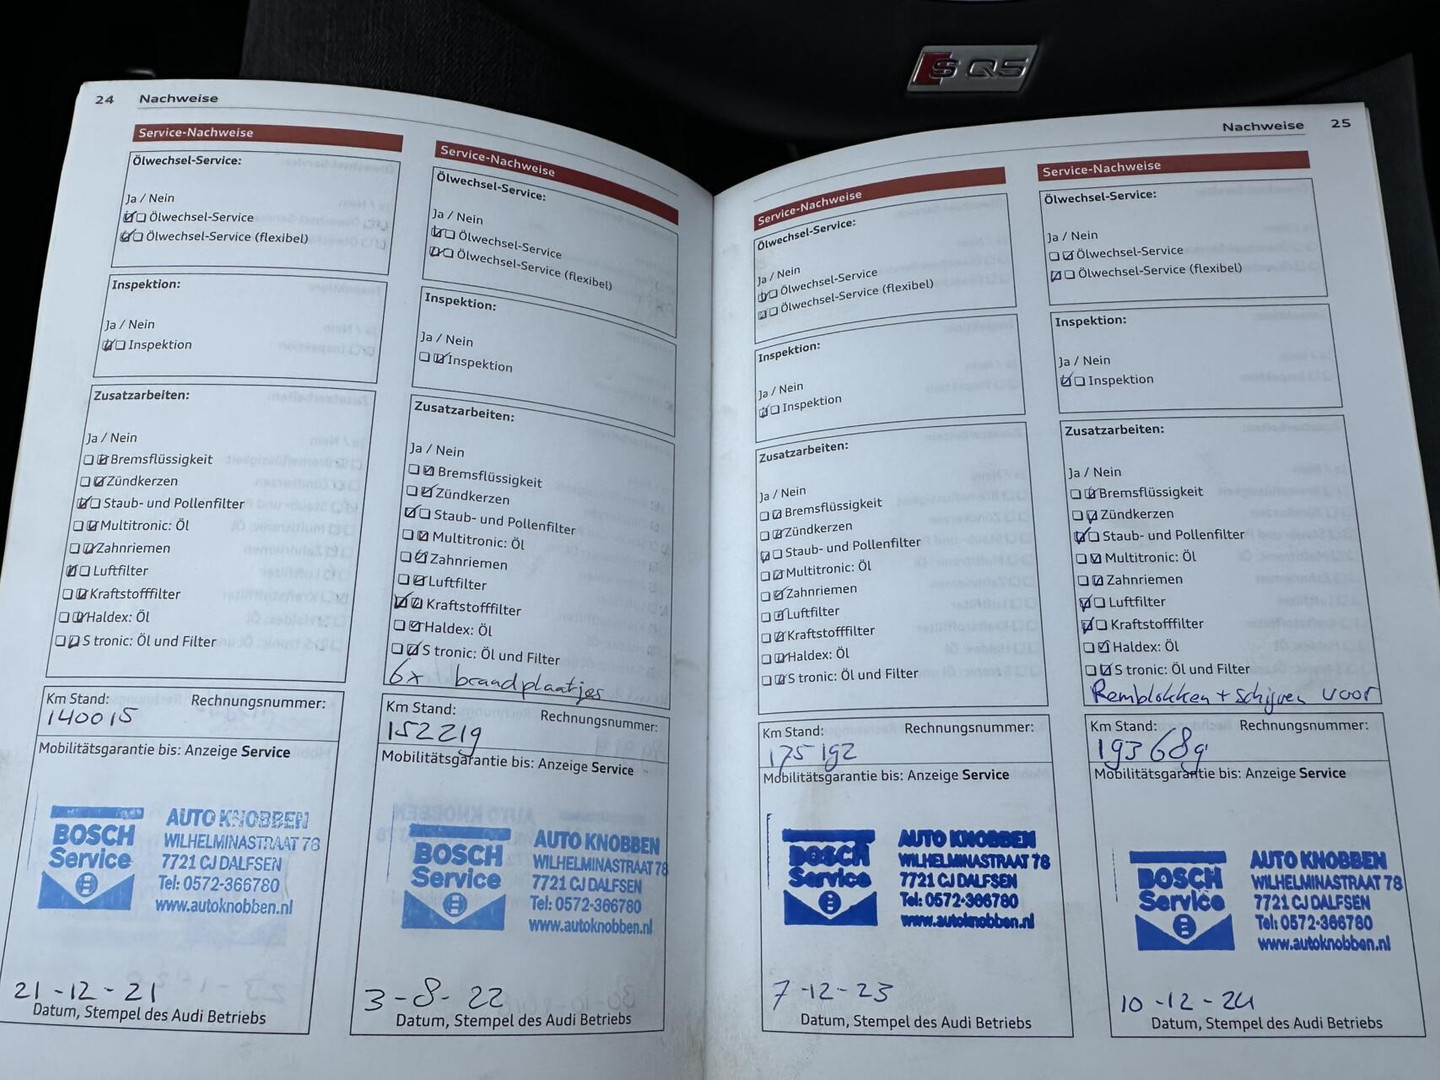 SQ5
24 Nachweise
Service-Nachweise
Ölwechsel-Service:
Ja / Nein
Ölwechsel-Service
Ölwechsel-Service (flexibel)
Inspektion:
Ja / Nein
Inspektion
Zusatzarbeiten:
Ja / Nein
Bremsflüssigkeit
Zündkerzen
Staub- und Pollenfilter
Multitronic: Öl
Zahnriemen
Luftfilter
Kraftstofffilter
Haldex: Öl
S tronic: Öl und Filter
Km Stand: Rechnungsnummer:
140015
Mobilitätsgarantie bis: Anzeige Service
BOSCH
Service
AUTO KNOBBEN
WILHELMINASTRAAT 78
7721 CJ DALFSEN
Tel: 0572-366780
www.autoknobben.nl
21-12-21
Datum, Stempel des Audi Betriebs
Service-Nachweise
Ölwechsel-Service:
Ja / Nein
Ölwechsel-Service
Ölwechsel-Service (flexibel)
Inspektion:
Ja / Nein
Inspektion
Zusatzarbeiten:
Ja / Nein
Bremsflüssigkeit
Zündkerzen
Staub- und Pollenfilter
Multitronic: Öl
Zahnriemen
Luftfilter
Kraftstofffilter
Haldex: Öl
S tronic: Öl und Filter
6x braadplaatjes
Km Stand: Rechnungsnummer:
152219
Mobilitätsgarantie bis: Anzeige Service
BOSCH
Service
AUTO KNOBBEN
WILHELMINASTRAAT 78
7721 CJ DALFSEN
Tel: 0572-366780
www.autoknobben.nl
3-8-22
Datum, Stempel des Audi Betriebs
Nachweise 25
Service-Nachweise
Ölwechsel-Service:
Ja / Nein
Ölwechsel-Service
Ölwechsel-Service (flexibel)
Inspektion:
Ja / Nein
Inspektion
Zusatzarbeiten:
Ja / Nein
Bremsflüssigkeit
Zündkerzen
Staub- und Pollenfilter
Multitronic: Öl
Zahnriemen
Luftfilter
Kraftstofffilter
Haldex: Öl
S tronic: Öl und Filter
Km Stand: Rechnungsnummer:
175192
Mobilitätsgarantie bis: Anzeige Service
BOSCH
Service
AUTO KNOBBEN
WILHELMINASTRAAT 78
7721 CJ DALFSEN
Tel: 0572-366780
www.autoknobben.nl
7-12-23
Datum, Stempel des Audi Betriebs
Service-Nachweise
Ölwechsel-Service:
Ja / Nein
Ölwechsel-Service
Ölwechsel-Service (flexibel)
Inspektion:
Ja / Nein
Inspektion
Zusatzarbeiten:
Ja / Nein
Bremsflüssigkeit
Zündkerzen
Staub- und Pollenfilter
Multitronic: Öl
Zahnriemen
Luftfilter
Kraftstofffilter
Haldex: Öl
S tronic: Öl und Filter
Remblokken + schijven voor
Km Stand: Rechnungsnummer:
193689
Mobilitätsgarantie bis: Anzeige Service
BOSCH
Service
AUTO KNOBBEN
WILHELMINASTRAAT 78
7721 CJ DALFSEN
Tel: 0572-366780
www.autoknobben.nl
10-12-24
Datum, Stempel des Audi Betriebs